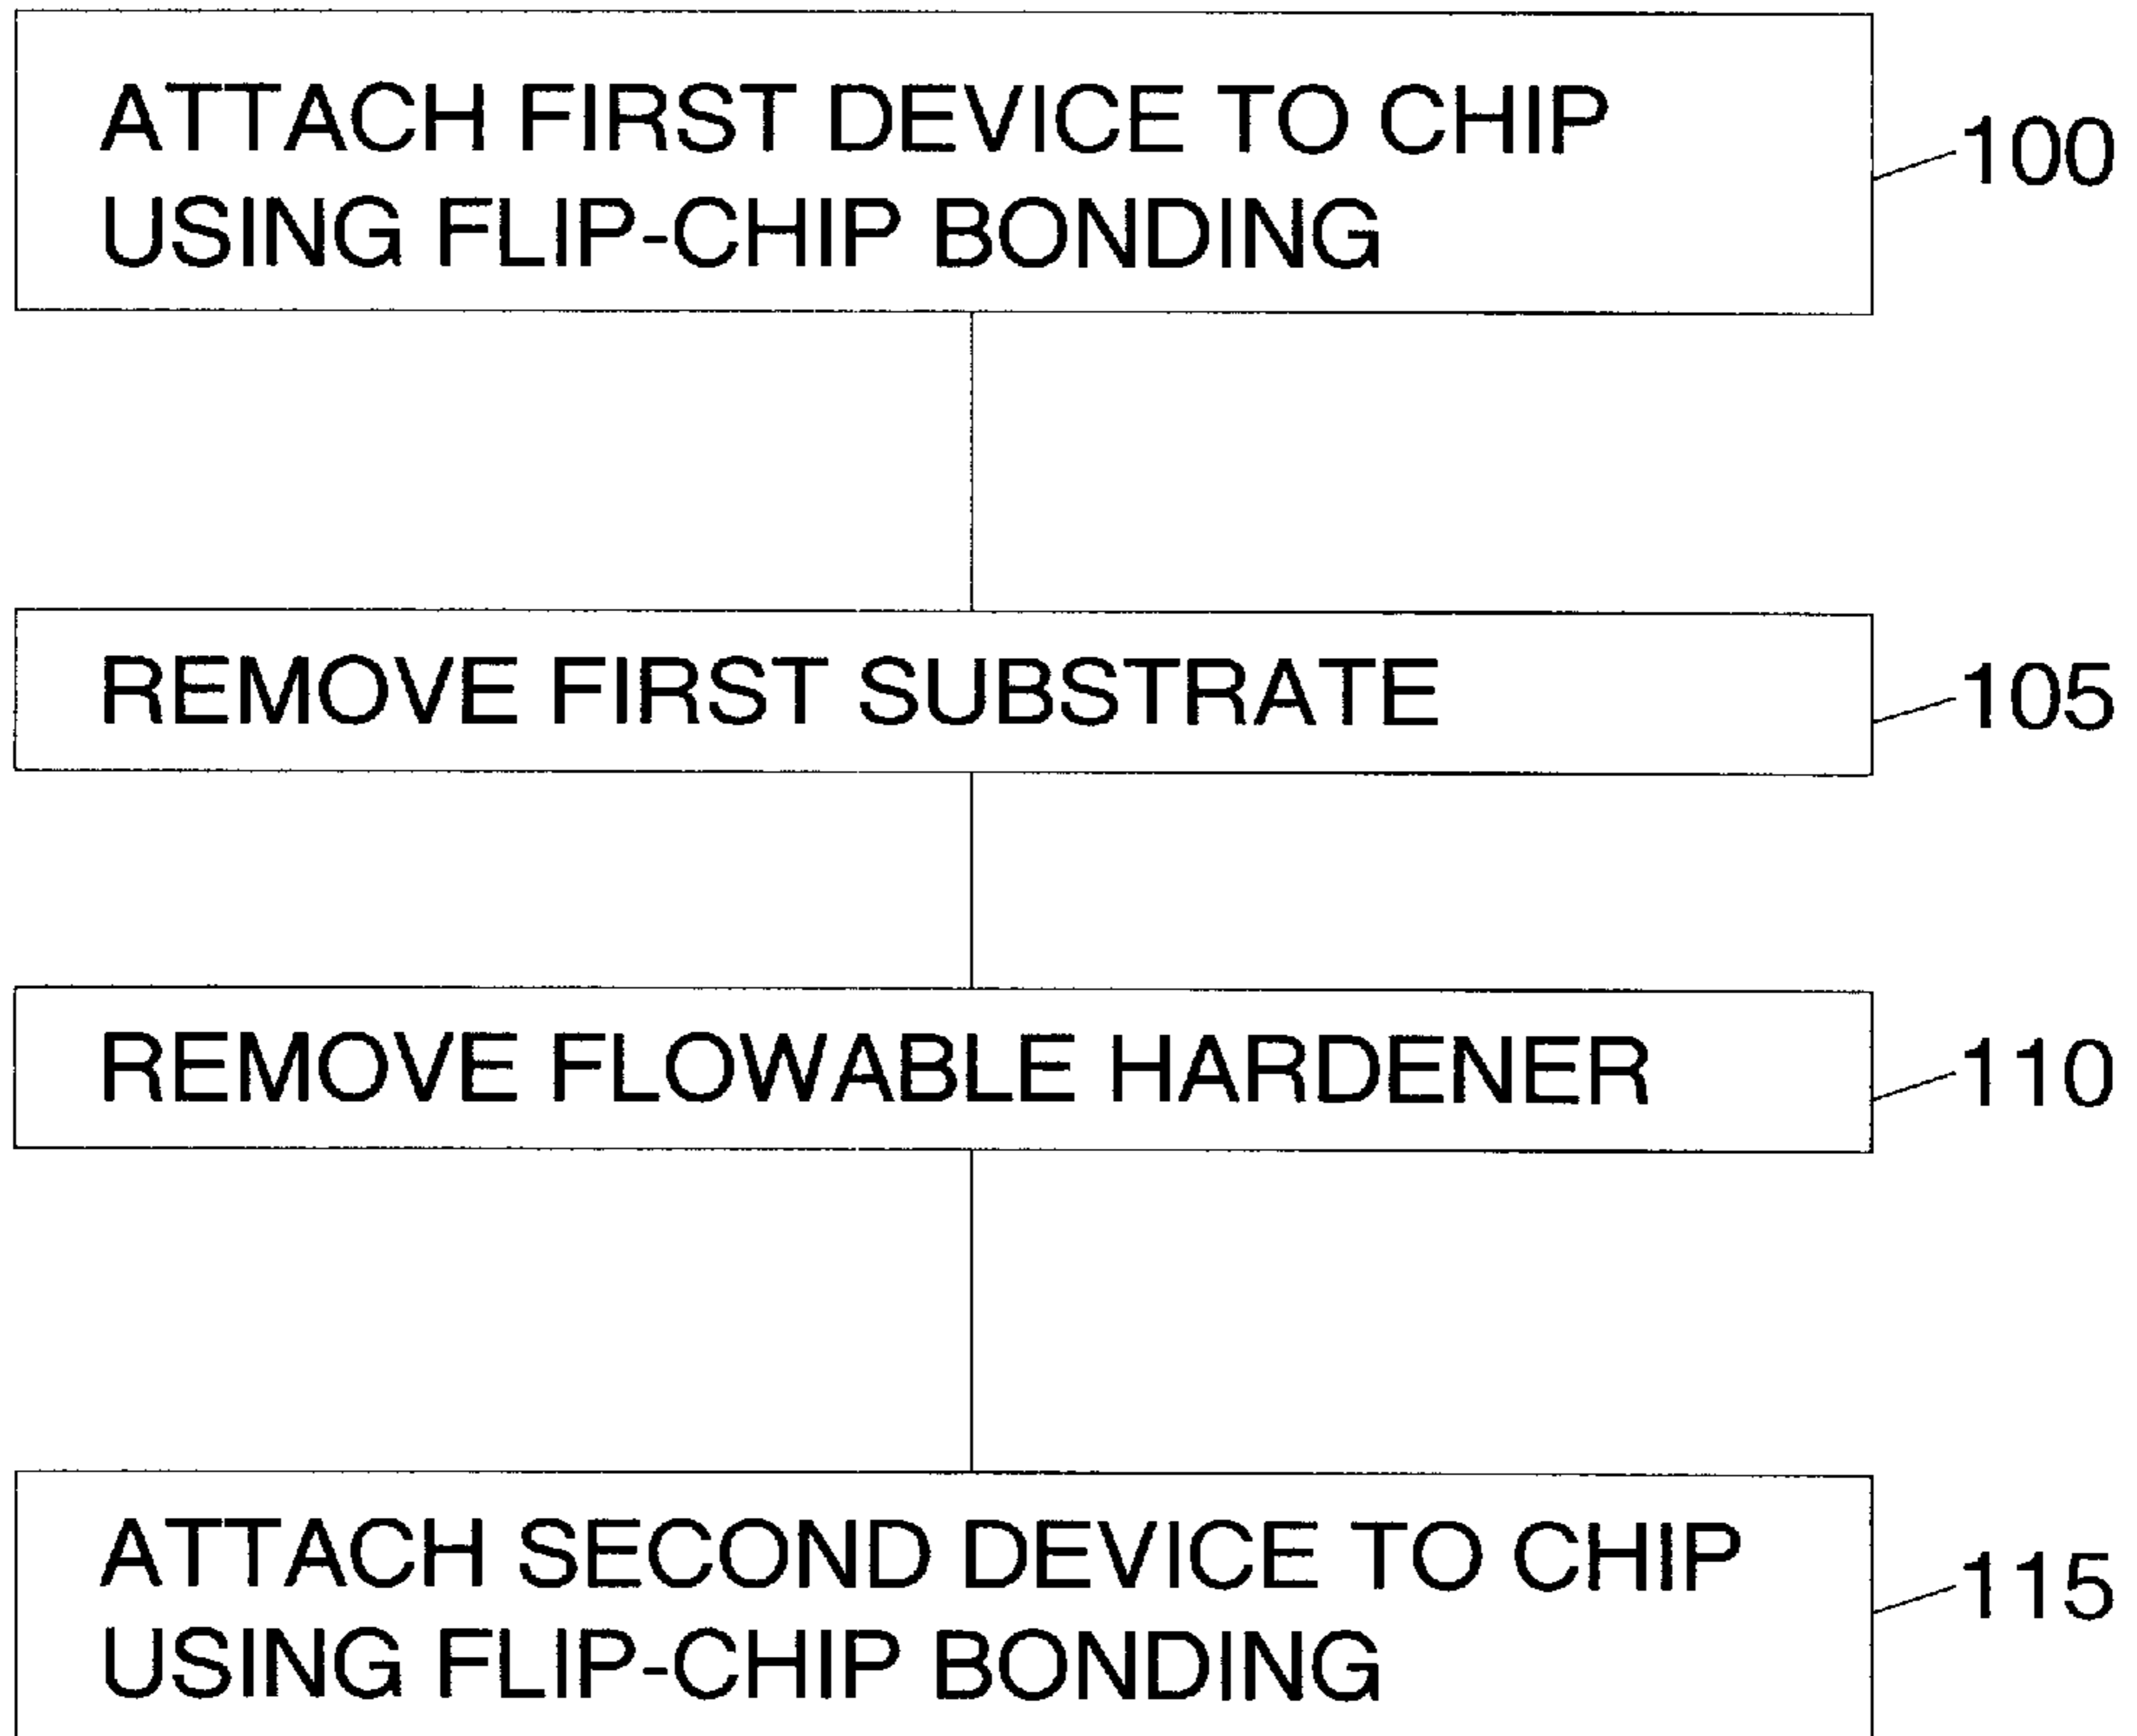 ATTACH FIRST DEVICE TO CHIP
USING FLIP-CHIP BONDING
100
REMOVE FIRST SUBSTRATE
105
REMOVE FLOWABLE HARDENER
110
ATTACH SECOND DEVICE TO CHIP
USING FLIP-CHIP BONDING
115